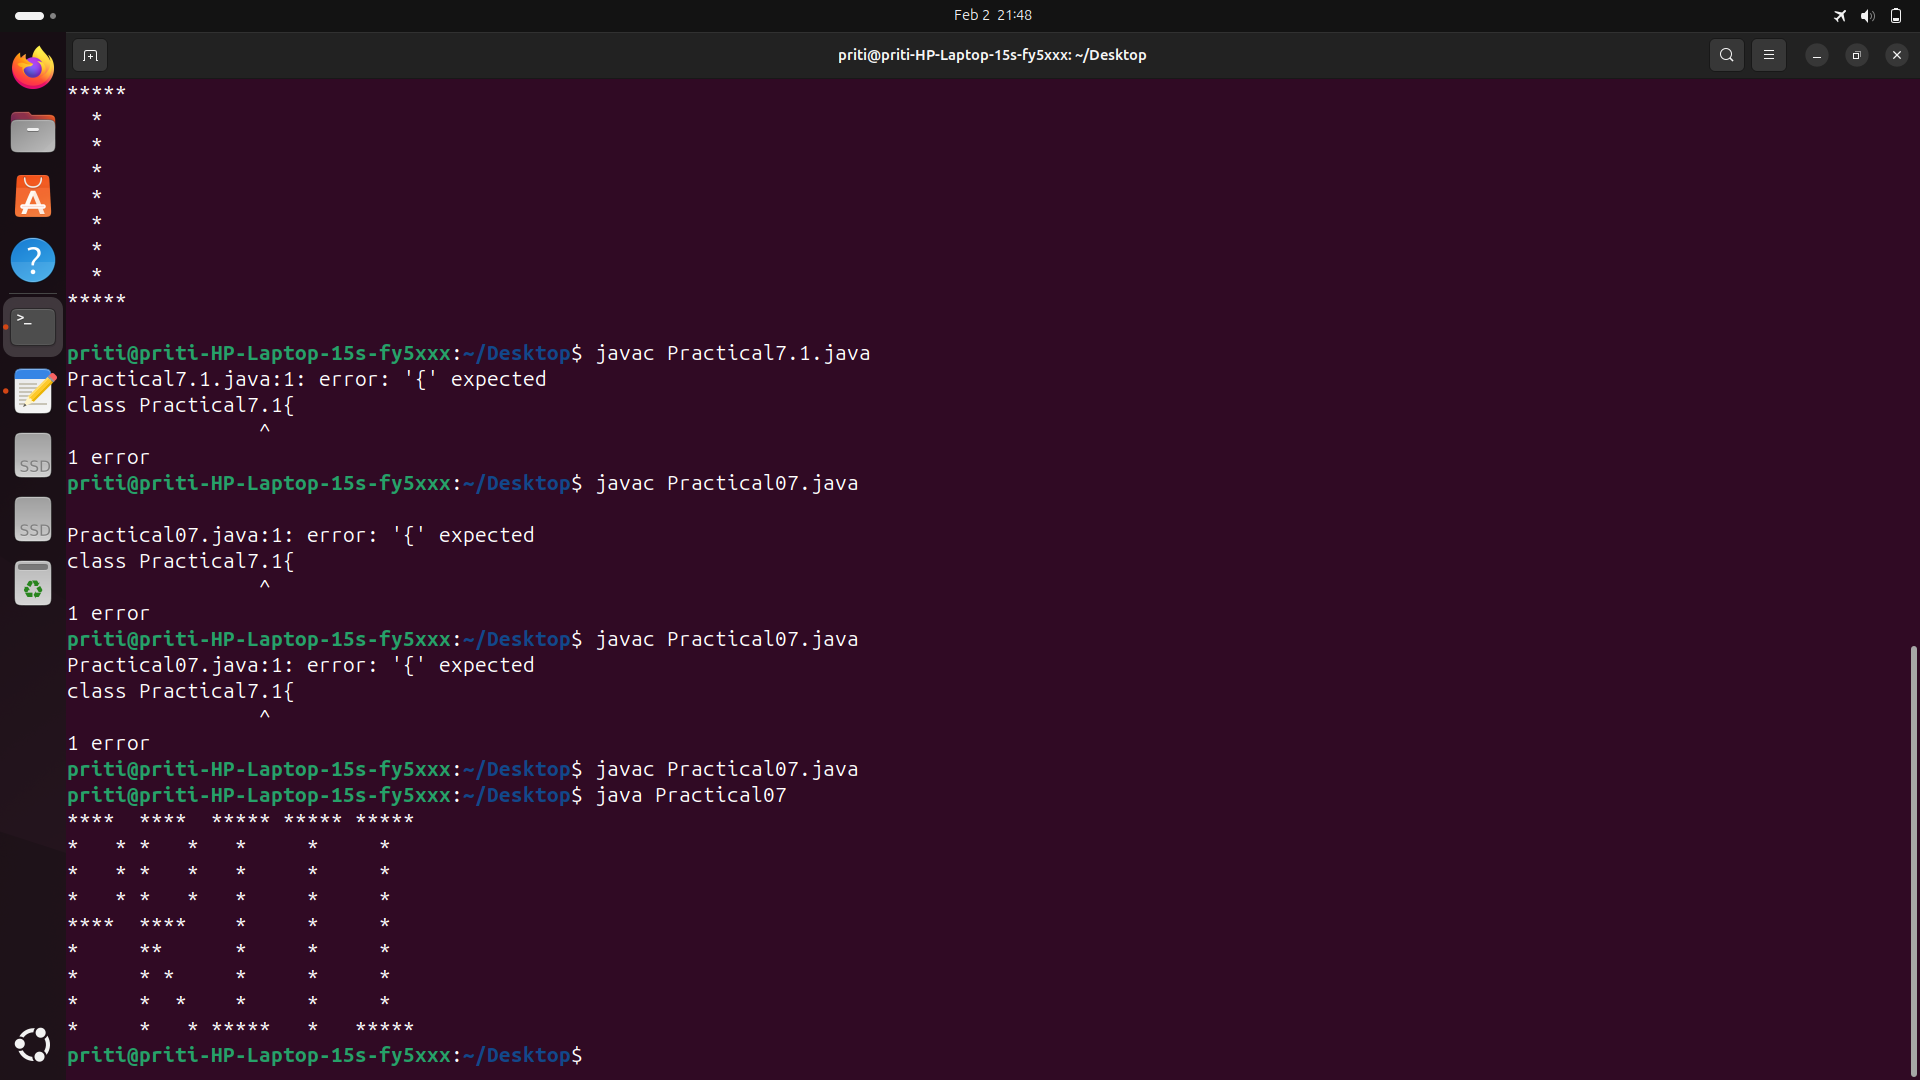 Feb 2 21:48
priti@priti-HP-Laptop-15s-fy5xxx: ~/Desktop
*****
  *
  *
  *
  *
  *
  *
  *
*****
priti@priti-HP-Laptop-15s-fy5xxx:~/Desktop$ javac Practical7.1.java
Practical7.1.java:1: error: '{' expected
class Practical7.1{
                ^
1 error
priti@priti-HP-Laptop-15s-fy5xxx:~/Desktop$ javac Practical07.java
Practical07.java:1: error: '{' expected
class Practical7.1{
                ^
1 error
priti@priti-HP-Laptop-15s-fy5xxx:~/Desktop$ javac Practical07.java
Practical07.java:1: error: '{' expected
class Practical7.1{
                ^
1 error
priti@priti-HP-Laptop-15s-fy5xxx:~/Desktop$ javac Practical07.java
priti@priti-HP-Laptop-15s-fy5xxx:~/Desktop$ java Practical07
****  ****  ***** ***** *****
*   * *   *   *     *     *
*   * *   *   *     *     *
*   * *   *   *     *     *
****  ****    *     *     *
*     **      *     *     *
*     * *     *     *     *
*     *  *    *     *     *
*     *   * *****   *   *****
priti@priti-HP-Laptop-15s-fy5xxx:~/Desktop$
SSD
SSD